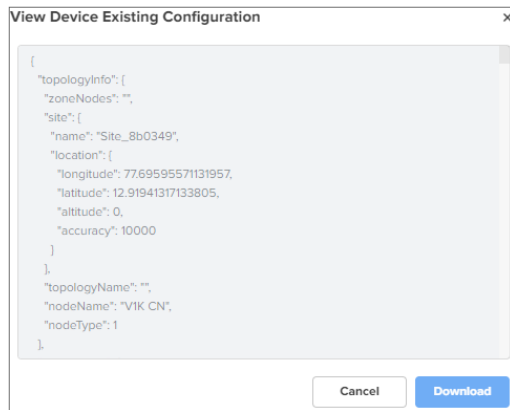 View Device Existing Configuration ×
{
"topologyInfo": {
"zoneNodes": "",
"site": {
"name": "Site_8b0349",
"location": {
"longitude": 77.69595571131957,
"latitude": 12.91941317133805,
"altitude": 0,
"accuracy": 10000
}
},
"topologyName": "",
"nodeName": "V1K CN",
"nodeType": 1
},
Cancel Download